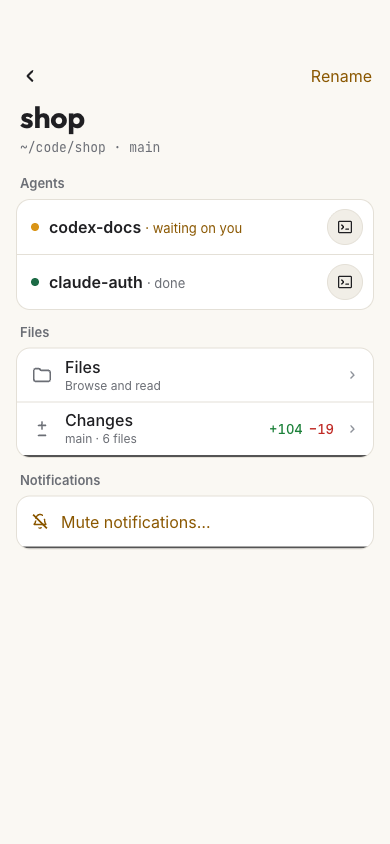 Rename
shop
~/code/shop · main
Agents
codex-docs · waiting on you
claude-auth · done
Files
Files
Browse and read
Changes
main · 6 files
+104 −19
Notifications
Mute notifications…